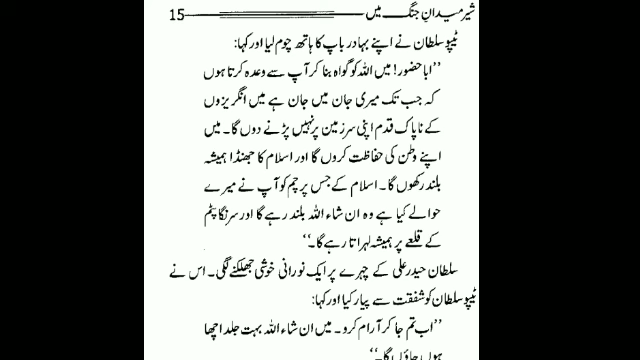 شیر میدانِ جنگ میں 15
ٹیپو سلطان نے اپنے بہادر باپ کا ہاتھ چوم لیا اور کہا:
’’ابا حضور! میں اللہ کو گواہ بنا کر آپ سے وعدہ کرتا ہوں
کہ جب تک میری جان میں جان ہے میں انگریزوں
کے ناپاک قدم اپنی سرزمین پر نہیں پڑنے دوں گا۔ میں
اپنے وطن کی حفاظت کروں گا اور اسلام کا جھنڈا ہمیشہ
بلند رکھوں گا۔ اسلام کے جس پرچم کو آپ نے میرے
حوالے کیا ہے وہ ان شاء اللہ بلند رہے گا اور سرنگا پٹم
کے قلعے پر ہمیشہ لہراتا رہے گا۔‘‘
سلطان حیدر علی کے چہرے پر ایک نورانی خوشی جھلکنے لگی۔ اس نے
ٹیپو سلطان کو شفقت سے پیار کیا اور کہا:
’’اب تم جا کر آرام کرو۔ میں ان شاء اللہ بہت جلد اچھا
ہو جاؤں گا۔‘‘